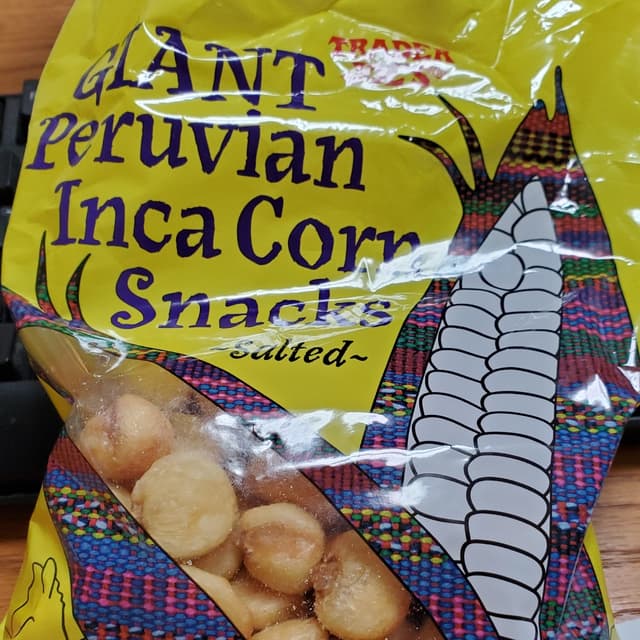 TRADER
GIANT
Peruvian
Inca Corn
Snacks
~Salted~